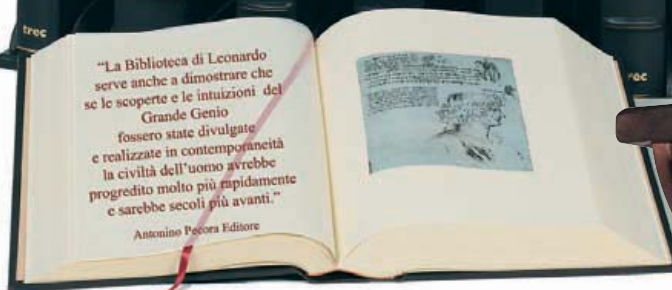 trec
"La Biblioteca di Leonardo
serve anche a dimostrare che
se le scoperte e le intuizioni del
Grande Genio
fossero state divulgate
e realizzate in contemporaneità
la civiltà dell'uomo avrebbe
progredito molto più rapidamente
e sarebbe secoli più avanti."
Antonino Pecora Editore